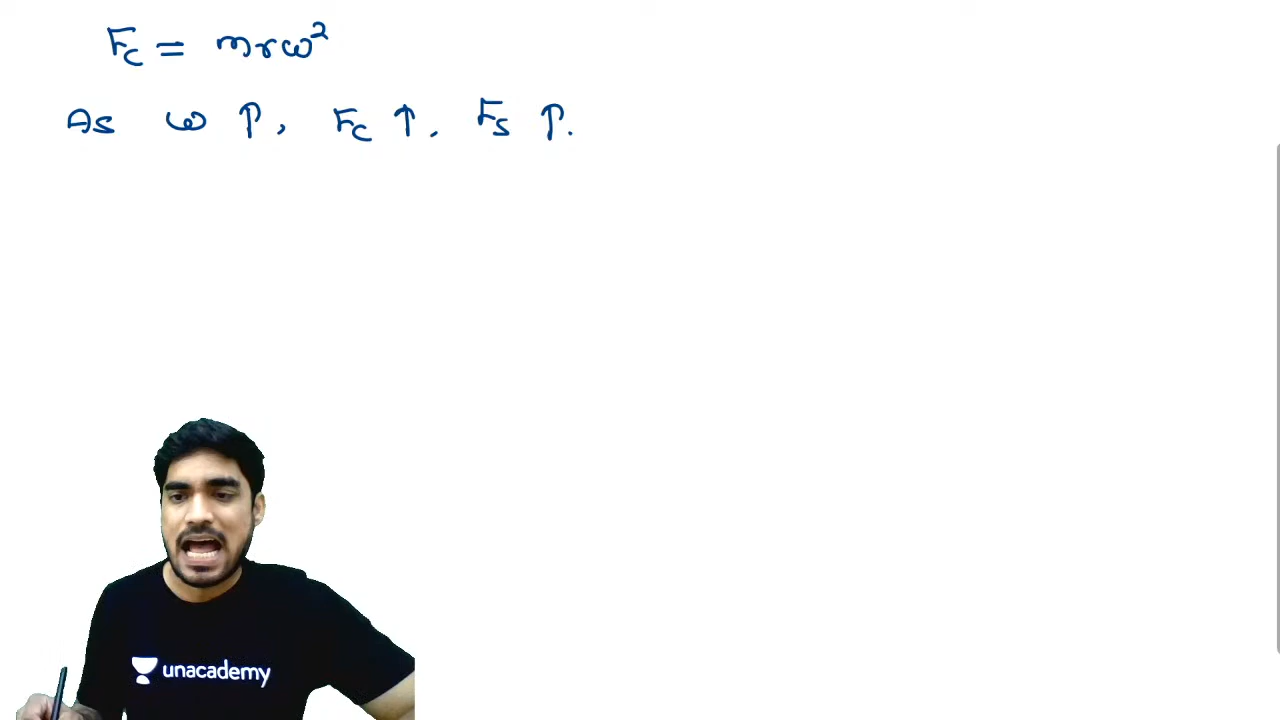 Fc = mrω²
As ω ↑, Fc ↑. Fs ↑.
unacademy